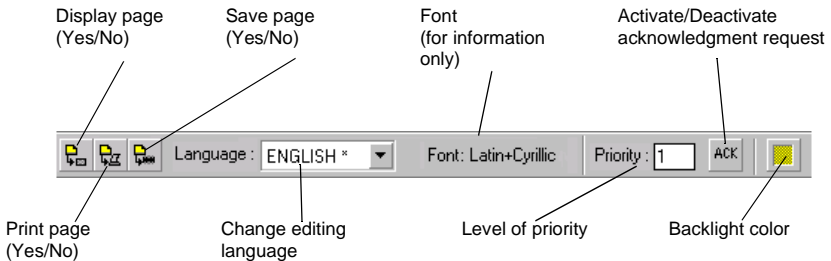 Display page
(Yes/No)
Save page
(Yes/No)
Font
(for information
only)
Activate/Deactivate
acknowledgment request
Language : ENGLISH * Font: Latin+Cyrillic Priority : 1 ACK
Print page
(Yes/No)
Change editing
language
Level of priority
Backlight color